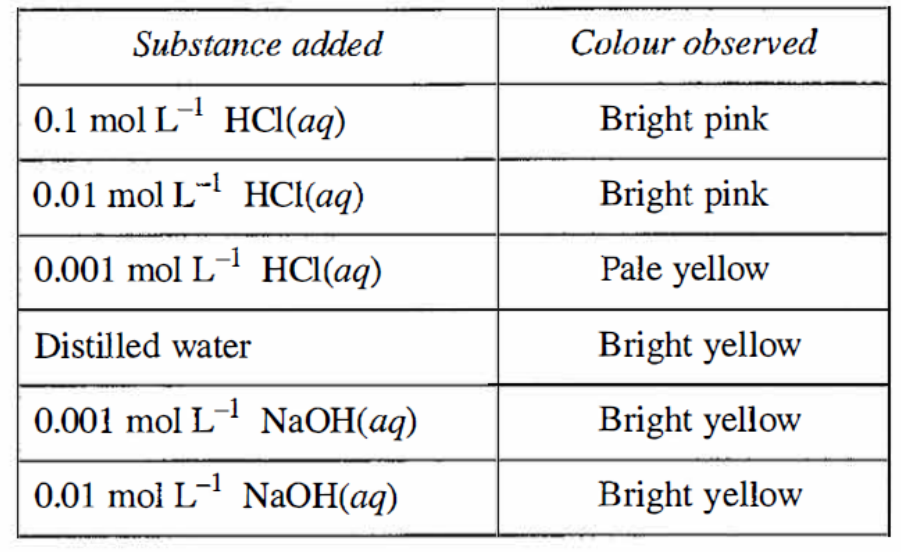 Substance added Colour observed
0.1 mol L⁻¹ HCl(aq) Bright pink
0.01 mol L⁻¹ HCl(aq) Bright pink
0.001 mol L⁻¹ HCl(aq) Pale yellow
Distilled water Bright yellow
0.001 mol L⁻¹ NaOH(aq) Bright yellow
0.01 mol L⁻¹ NaOH(aq) Bright yellow